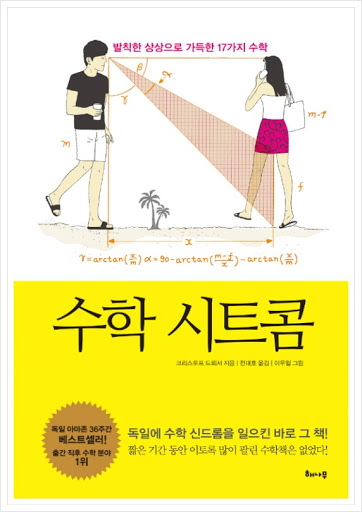 발칙한 상상으로 가득한 17가지 수학
β
α
γ
m
m-f
f
x
γ=arctan(x/m) α=90-arctan(m-f/x)-arctan(x/m)
수학 시트콤
크리스토프 드뢰서 지음 | 전대호 옮김 | 이우일 그림
독일 아마존 36주간
베스트셀러!
출간 직후 수학 분야
1위
독일에 수학 신드롬을 일으킨 바로 그 책!
짧은 기간 동안 이토록 많이 팔린 수학책은 없었다!
해나무